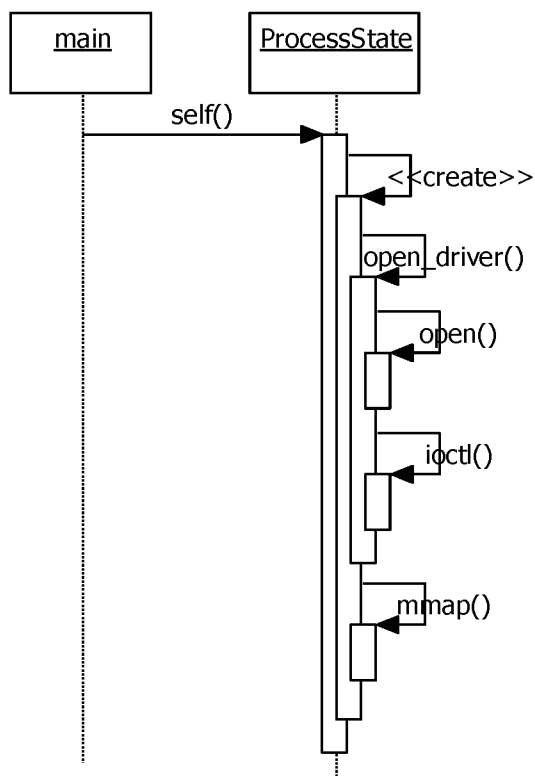 main
ProcessState
self()
<<create>>
open_driver()
open()
ioctl()
mmap()